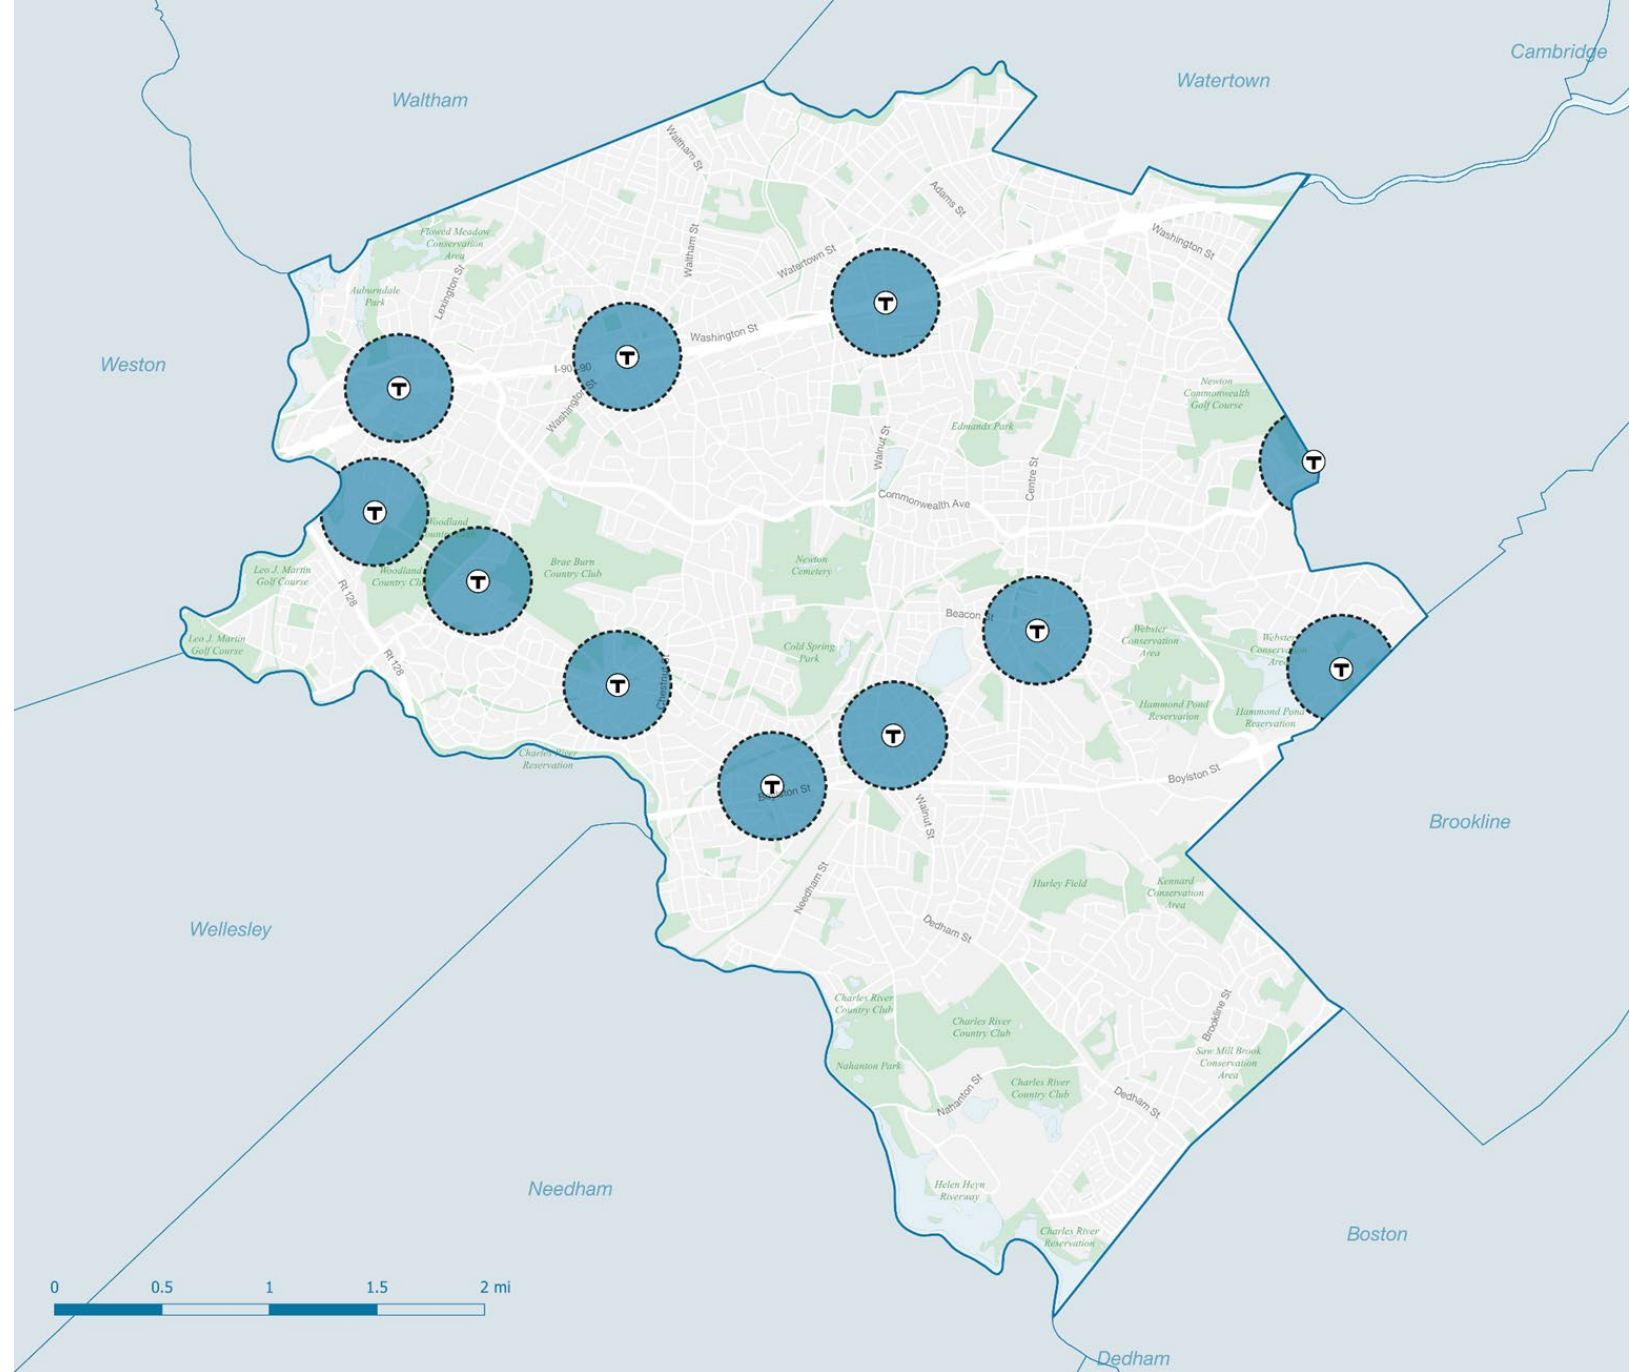 Cambridge
Watertown
Waltham
Waltham St
Adams St
Washington St
Flowed Meadow
Conservation
Area
Waltham St
Watertown St
Lexington St
Auburndale
Park
T
Washington St
T
Weston
I-90
I-90
T
Washington St
Newton
Commonwealth
Golf Course
Edmands Park
Walnut St
Centre St
T
Commonwealth Ave
T
Woodland
Country Club
Woodland
Country Club
T
Brae Burn
Country Club
Newton
Cemetery
Leo J. Martin
Golf Course
Rt 128
Beacon St
T
Leo J. Martin
Golf Course
Cold Spring
Park
Webster
Conservation
Area
Webster
Conservation
Area
T
Rt 128
T
Chestnut St
Hammond Pond
Reservation
Hammond Pond
Reservation
T
Charles River
Reservation
Boylston St
T
Boylston St
Walnut St
Brookline
Needham St
Hurley Field
Kennard
Conservation
Area
Wellesley
Dedham St
Charles River
Country Club
Charles River
Country Club
Brookline St
Nahanton Park
Saw Mill Brook
Conservation
Area
Charles River
Country Club
Nahanton St
Dedham St
Needham
Helen Heyn
Riverway
Charles River
Reservation
Boston
0 0.5 1 1.5 2 mi
Dedham